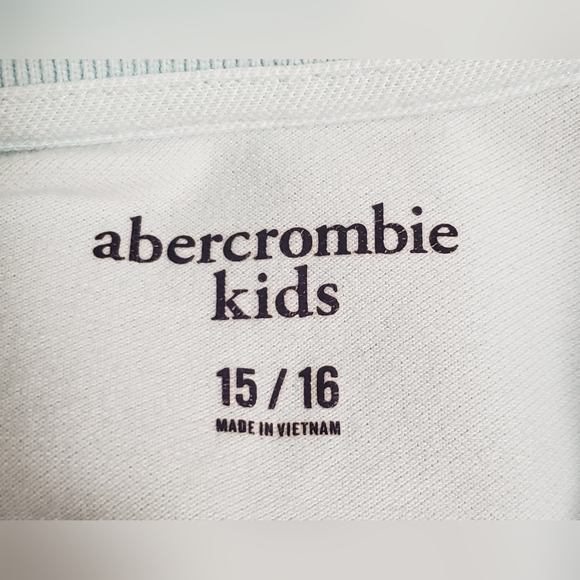 abercrombie
kids
15 / 16
MADE IN VIETNAM